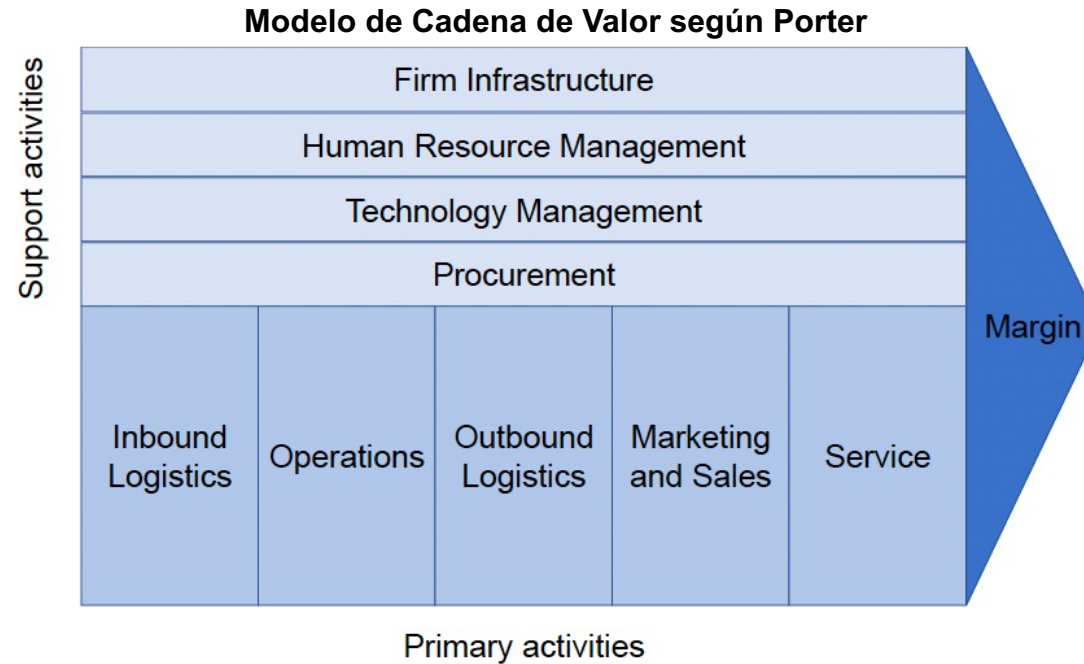 Modelo de Cadena de Valor según Porter
Support activities
Firm Infrastructure
Human Resource Management
Technology Management
Procurement
Margin
Inbound
Logistics
Operations
Outbound
Logistics
Marketing
and Sales
Service
Primary activities